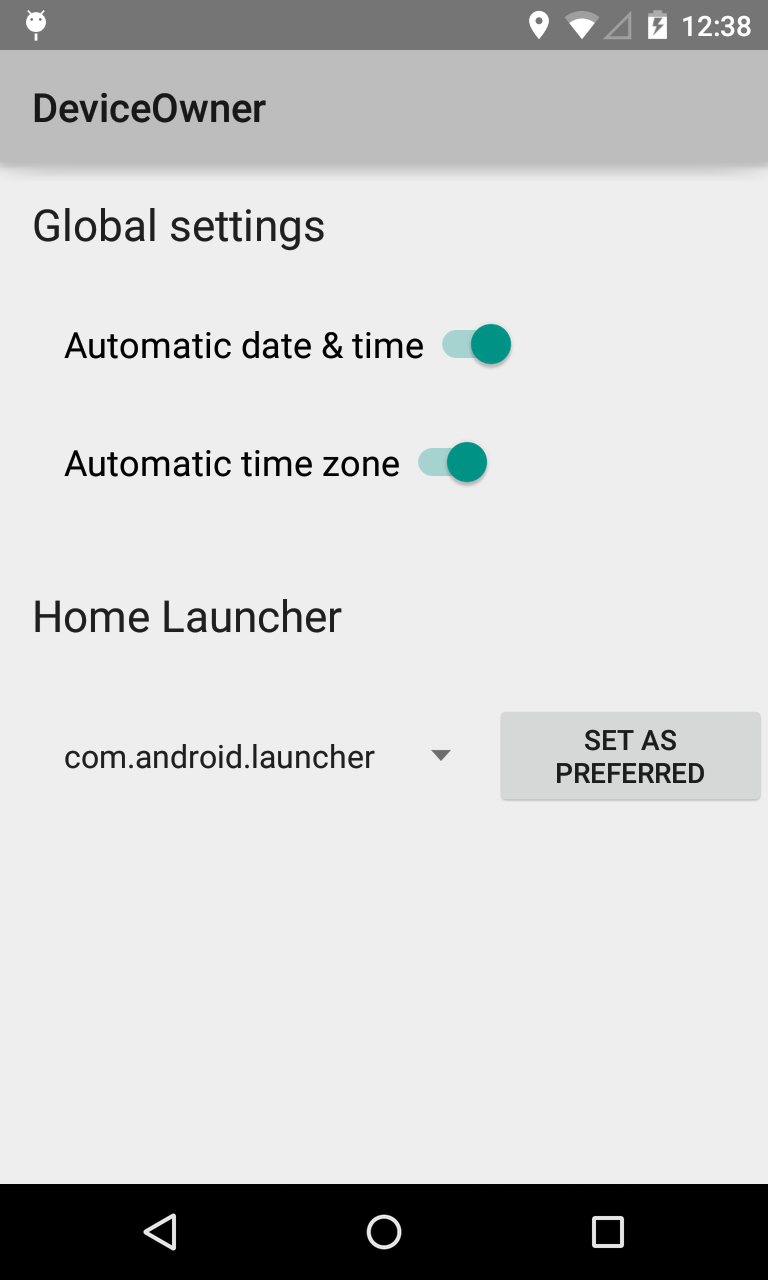 12:38
DeviceOwner
Global settings
Automatic date & time
Automatic time zone
Home Launcher
com.android.launcher
SET AS
PREFERRED